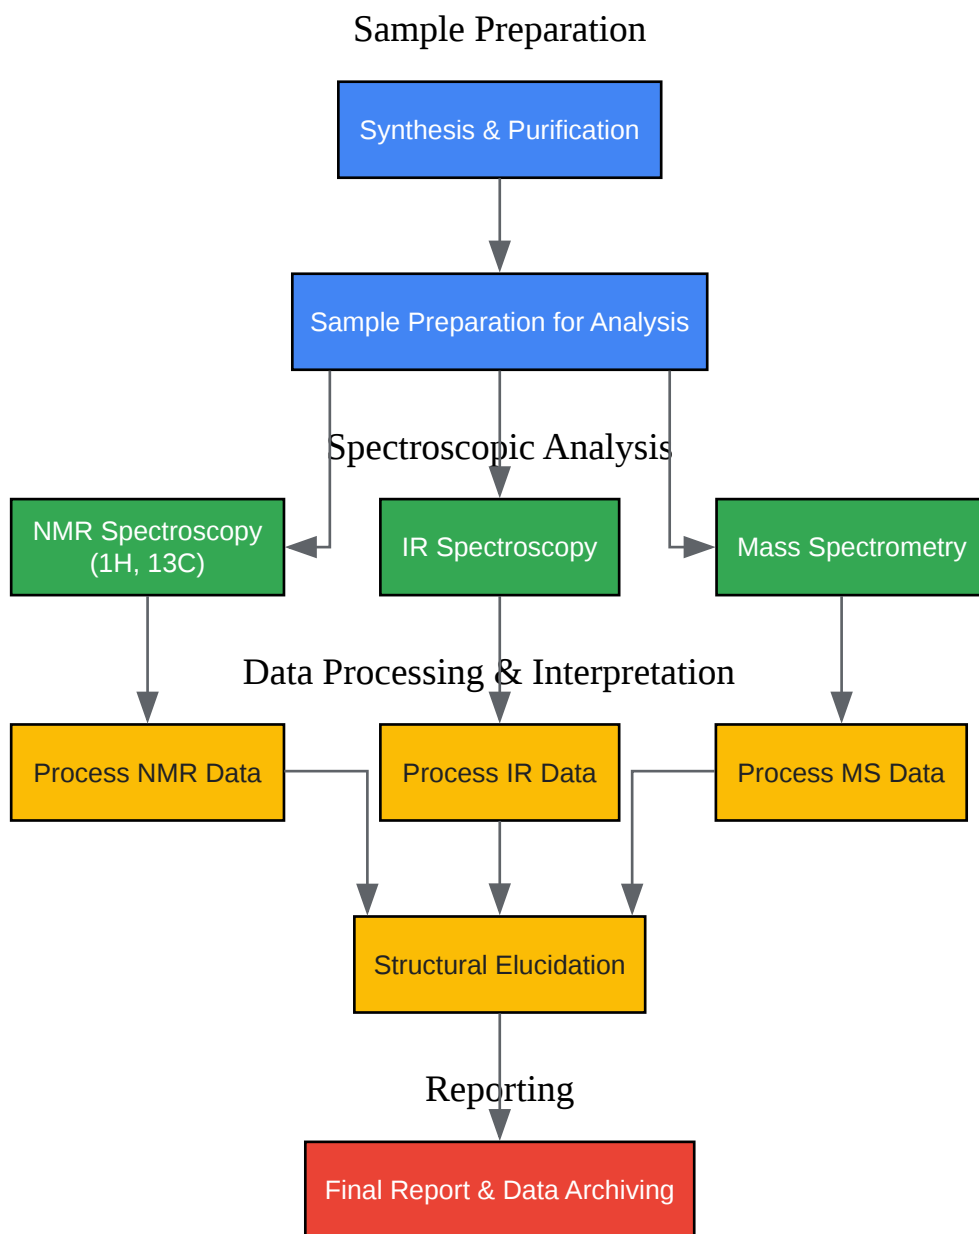 Sample Preparation
Synthesis & Purification
Sample Preparation for Analysis
Spectroscopic Analysis
NMR Spectroscopy
(1H, 13C)
IR Spectroscopy
Mass Spectrometry
Data Processing & Interpretation
Process NMR Data
Process IR Data
Process MS Data
Structural Elucidation
Reporting
Final Report & Data Archiving